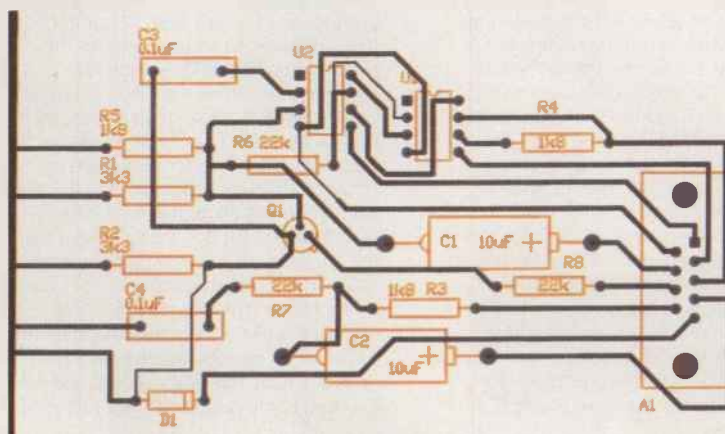 C3
0.1uF
U2
U1
R4
1k8
R5
1k8
R6 22k
R1
3k3
Q1
R2
3k3
C1 10uF +
R8
22k
C4
0.1uF
22k
R7
1k8 R3
C2
10uF +
D1
A1